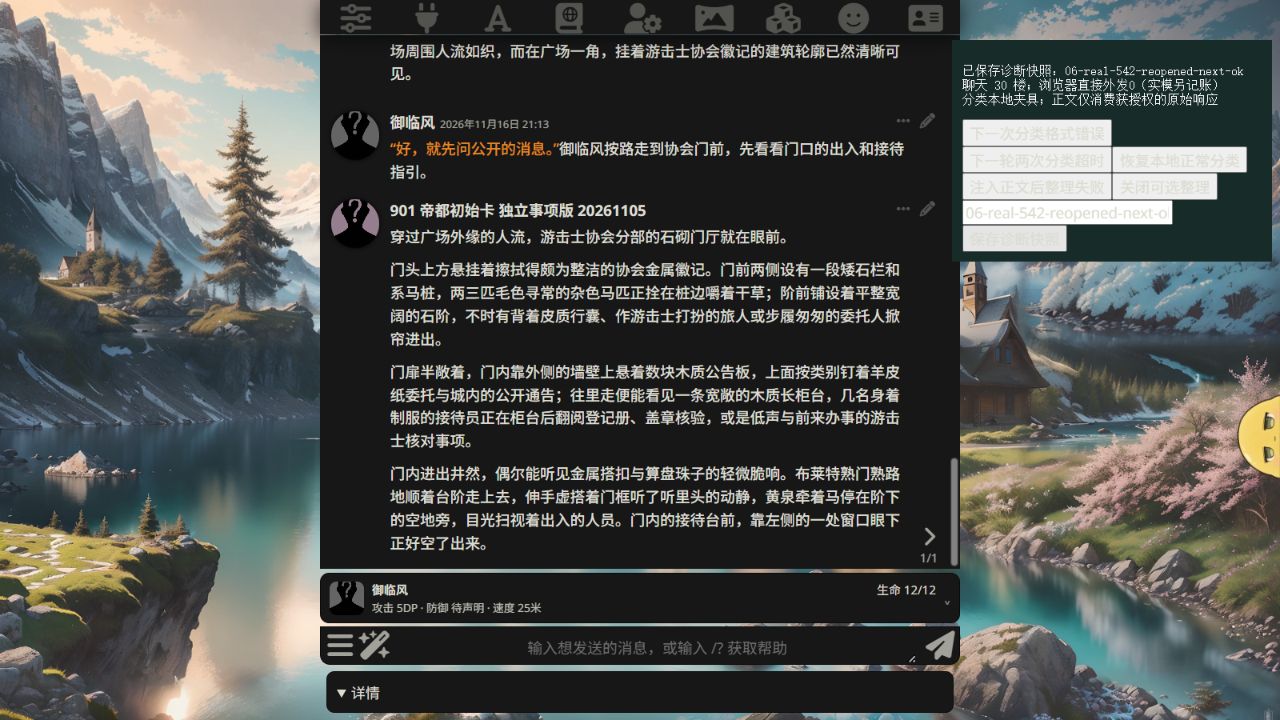 场周围人流如织，而在广场一角，挂着游击士协会徽记的建筑轮廓已然清晰可
见。
御临风 2026年11月16日 21:13
“好，就先问公开的消息。”御临风按路走到协会门前，先看看门口的出入和接待
指引。
901 帝都初始卡 独立事项版 20261105
穿过广场外缘的人流，游击士协会分部的石砌门厅就在眼前。
门头上方悬挂着擦拭得颇为整洁的协会金属徽记。门前两侧设有一段矮石栏和
系马桩，两三匹毛色寻常的杂色马匹正拴在桩边嚼着干草；阶前铺设着平整宽
阔的石阶，不时有背着皮质行囊、作游击士打扮的旅人或步履匆匆的委托人掀
帘进出。
门扉半敞着，门内靠外侧的墙壁上悬着数块木质公告板，上面按类别钉着羊皮
纸委托与城内的公开通告；往里走便能看见一条宽敞的木质长柜台，几名身着
制服的接待员正在柜台后翻阅登记册、盖章核验，或是低声与前来办事的游击
士核对事项。
门内进出井然，偶尔能听见金属搭扣与算盘珠子的轻微脆响。布莱特熟门熟路
地顺着台阶走上去，伸手虚搭着门框听了听里头的动静，黄泉牵着马停在阶下
的空地旁，目光扫视着出入的人员。门内的接待台前，靠左侧的一处窗口眼下
正好空了出来。
1/1
御临风
生命 12/12
攻击 5DP · 防御 待声明 · 速度 25米
输入想发送的消息，或输入 /? 获取帮助
▼ 详情
已保存诊断快照：06-real-542-reopened-next-ok
聊天 30 楼；浏览器直接外发0（实模另记账）
分类本地夹具；正文仅消费获授权的原始响应
下一次分类格式错误
下一轮两次分类超时 恢复本地正常分类
注入正文后整理失败 关闭可选整理
06-real-542-reopened-next-o
保存诊断快照